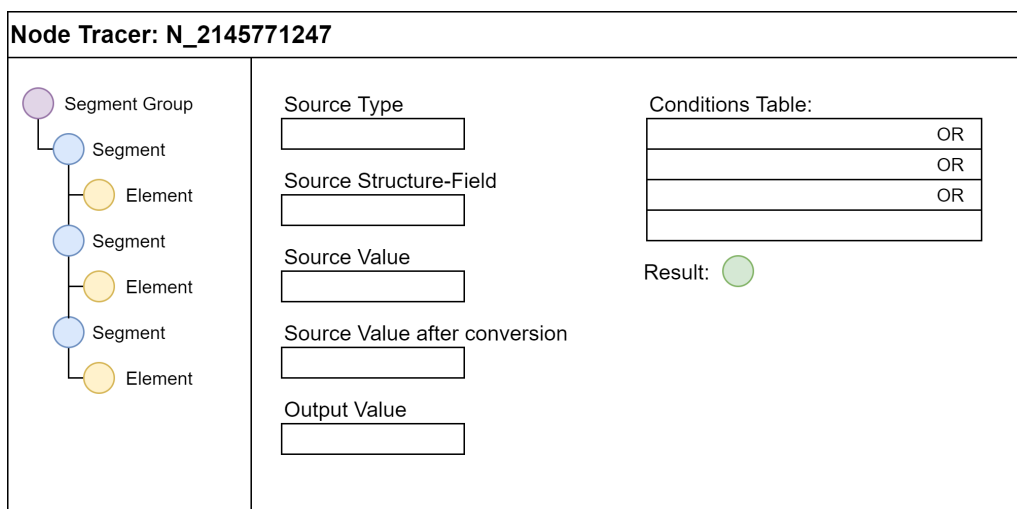 Node Tracer: N_2145771247
Segment Group
Segment
Element
Segment
Element
Segment
Element
Source Type
Source Structure-Field
Source Value
Source Value after conversion
Output Value
Conditions Table:
OR
OR
OR
Result: